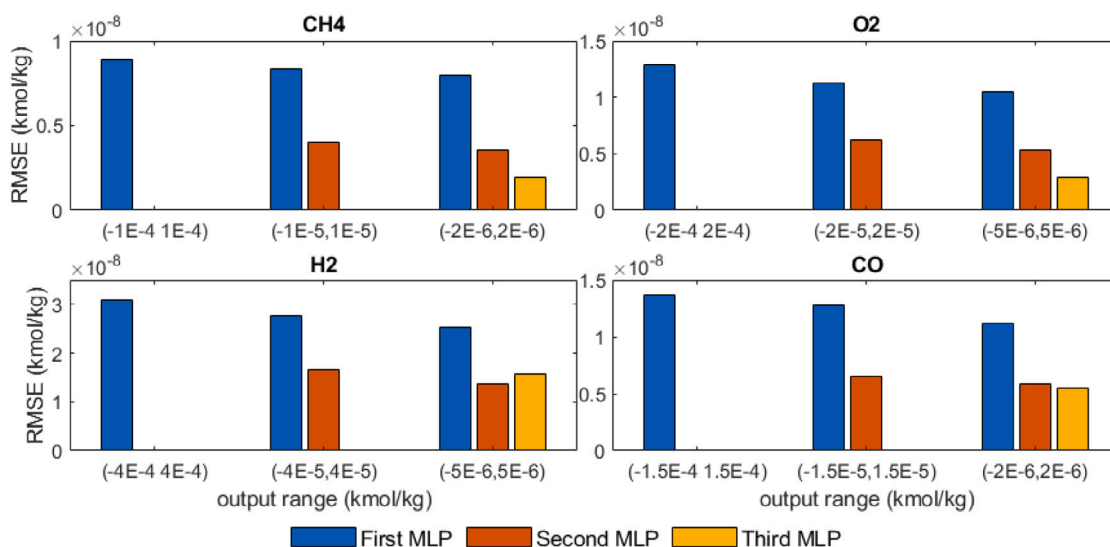 CH4
×10^-8
1
0.5
0
RMSE (kmol/kg)
(-1E-4 1E-4) (-1E-5,1E-5) (-2E-6,2E-6)
O2
×10^-8
1.5
1
0.5
0
(-2E-4 2E-4) (-2E-5,2E-5) (-5E-6,5E-6)
H2
×10^-8
3
2
1
0
RMSE (kmol/kg)
(-4E-4 4E-4) (-4E-5,4E-5) (-5E-6,5E-6)
output range (kmol/kg)
CO
×10^-8
1.5
1
0.5
0
(-1.5E-4 1.5E-4) (-1.5E-5,1.5E-5) (-2E-6,2E-6)
output range (kmol/kg)
First MLP Second MLP Third MLP